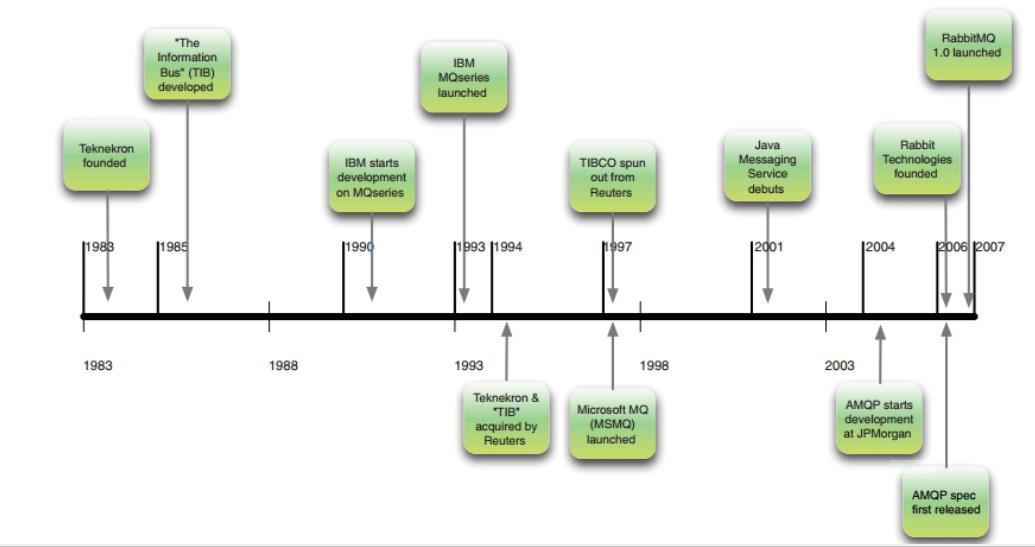 "The
Information
Bus" (TIB)
developed
RabbitMQ
1.0 launched
IBM
MQseries
launched
Teknekron
founded
IBM starts
development
on MQseries
TIBCO spun
out from
Reuters
Java
Messaging
Service
debuts
Rabbit
Technologies
founded
1983
1985
1990
1993
1994
1997
2001
2004
2006
2007
1983
1988
1993
1998
2003
Teknekron &
"TIB"
acquired by
Reuters
Microsoft MQ
(MSMQ)
launched
AMQP starts
development
at JPMorgan
AMQP spec
first released